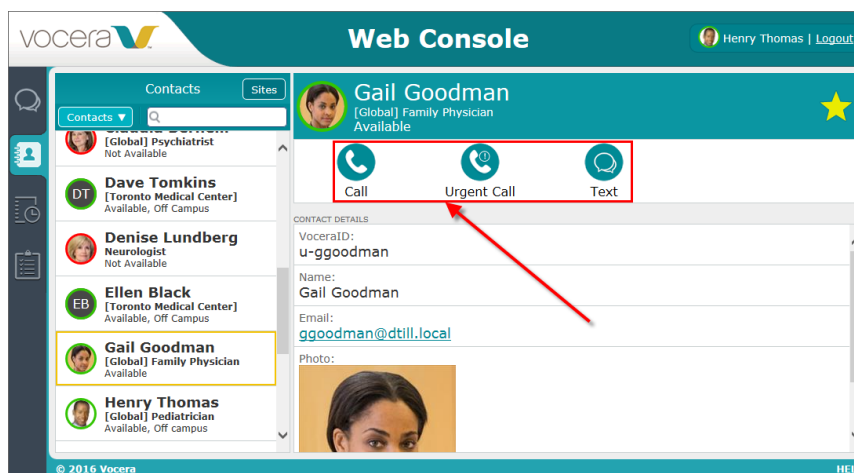 vocera
Web Console
Henry Thomas | Logout
Contacts
Sites
Contacts ▼
[Global] Psychiatrist
Not Available
DT
Dave Tomkins
[Toronto Medical Center]
Available, Off Campus
Denise Lundberg
Neurologist
Not Available
EB
Ellen Black
[Toronto Medical Center]
Available, Off Campus
Gail Goodman
[Global] Family Physician
Available
Henry Thomas
[Global] Pediatrician
Available, Off campus
Gail Goodman
[Global] Family Physician
Available
Call
Urgent Call
Text
CONTACT DETAILS
VoceraID:
u-ggoodman
Name:
Gail Goodman
Email:
ggoodman@dtill.local
Photo:
© 2016 Vocera